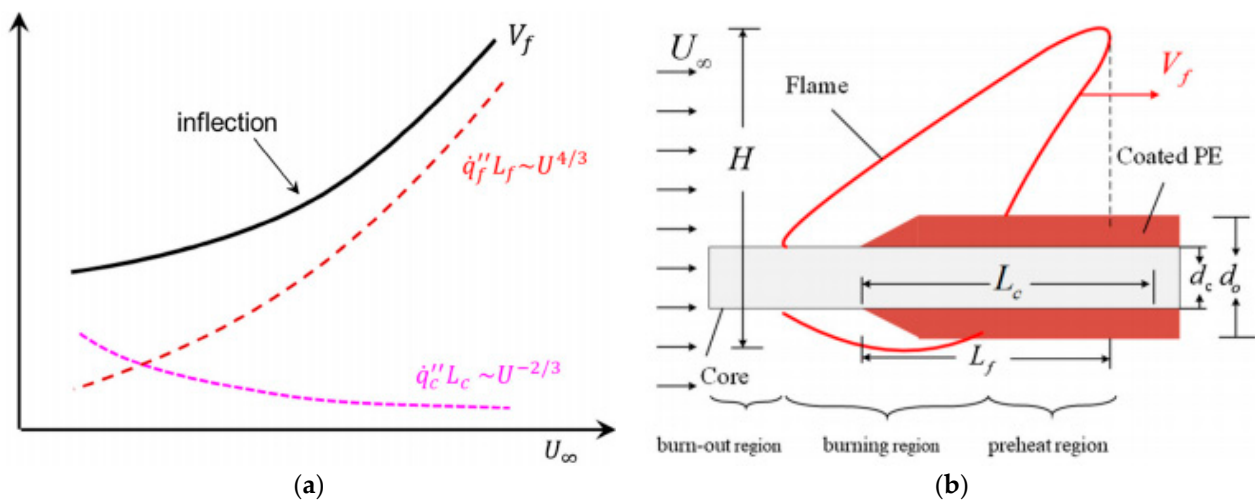 V_f
inflection
q̇''_f L_f ~ U^{4/3}
q̇''_c L_c ~ U^{-2/3}
U_∞
(a)
U_∞
Flame
V_f
H
Coated PE
L_c
d_c d_o
L_f
Core
burn-out region burning region preheat region
(b)